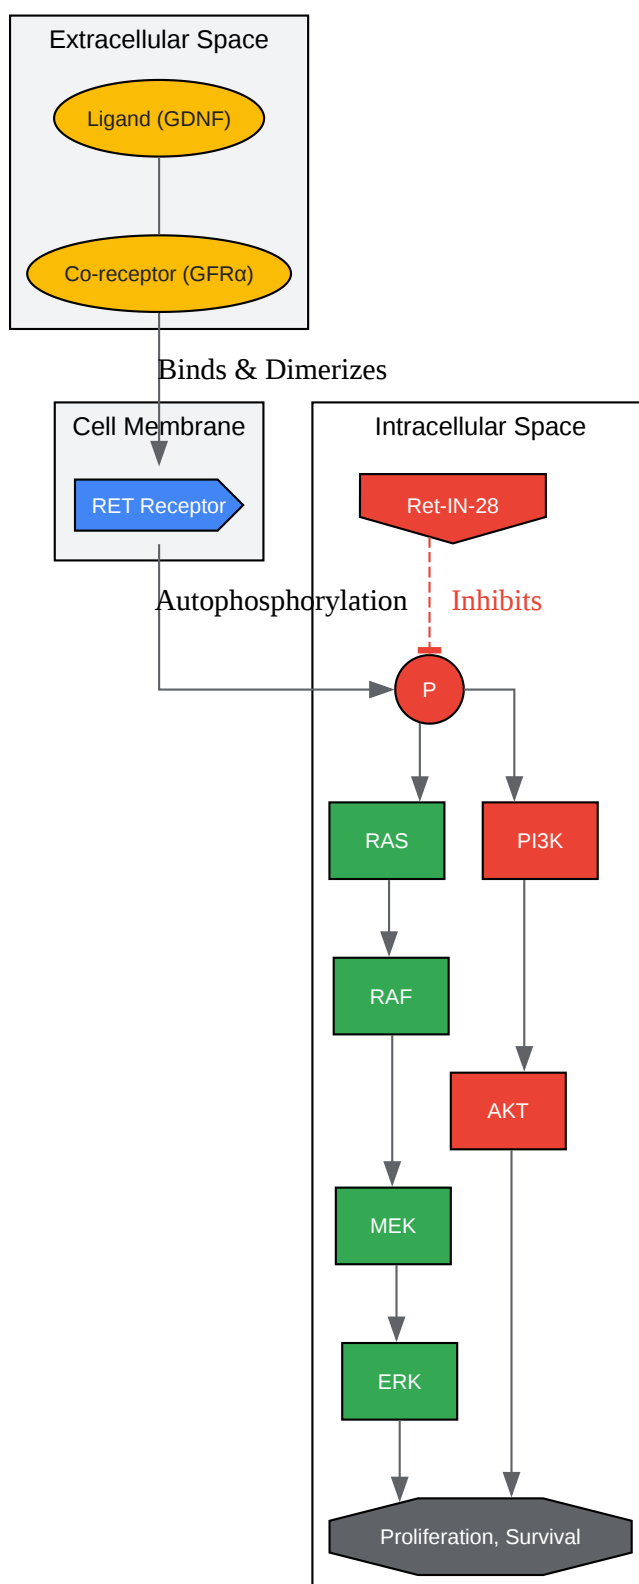 Extracellular Space
Ligand (GDNF)
Co-receptor (GFRα)
Binds & Dimerizes
Cell Membrane
RET Receptor
Intracellular Space
Ret-IN-28
Autophosphorylation
Inhibits
P
RAS
PI3K
RAF
AKT
MEK
ERK
Proliferation, Survival